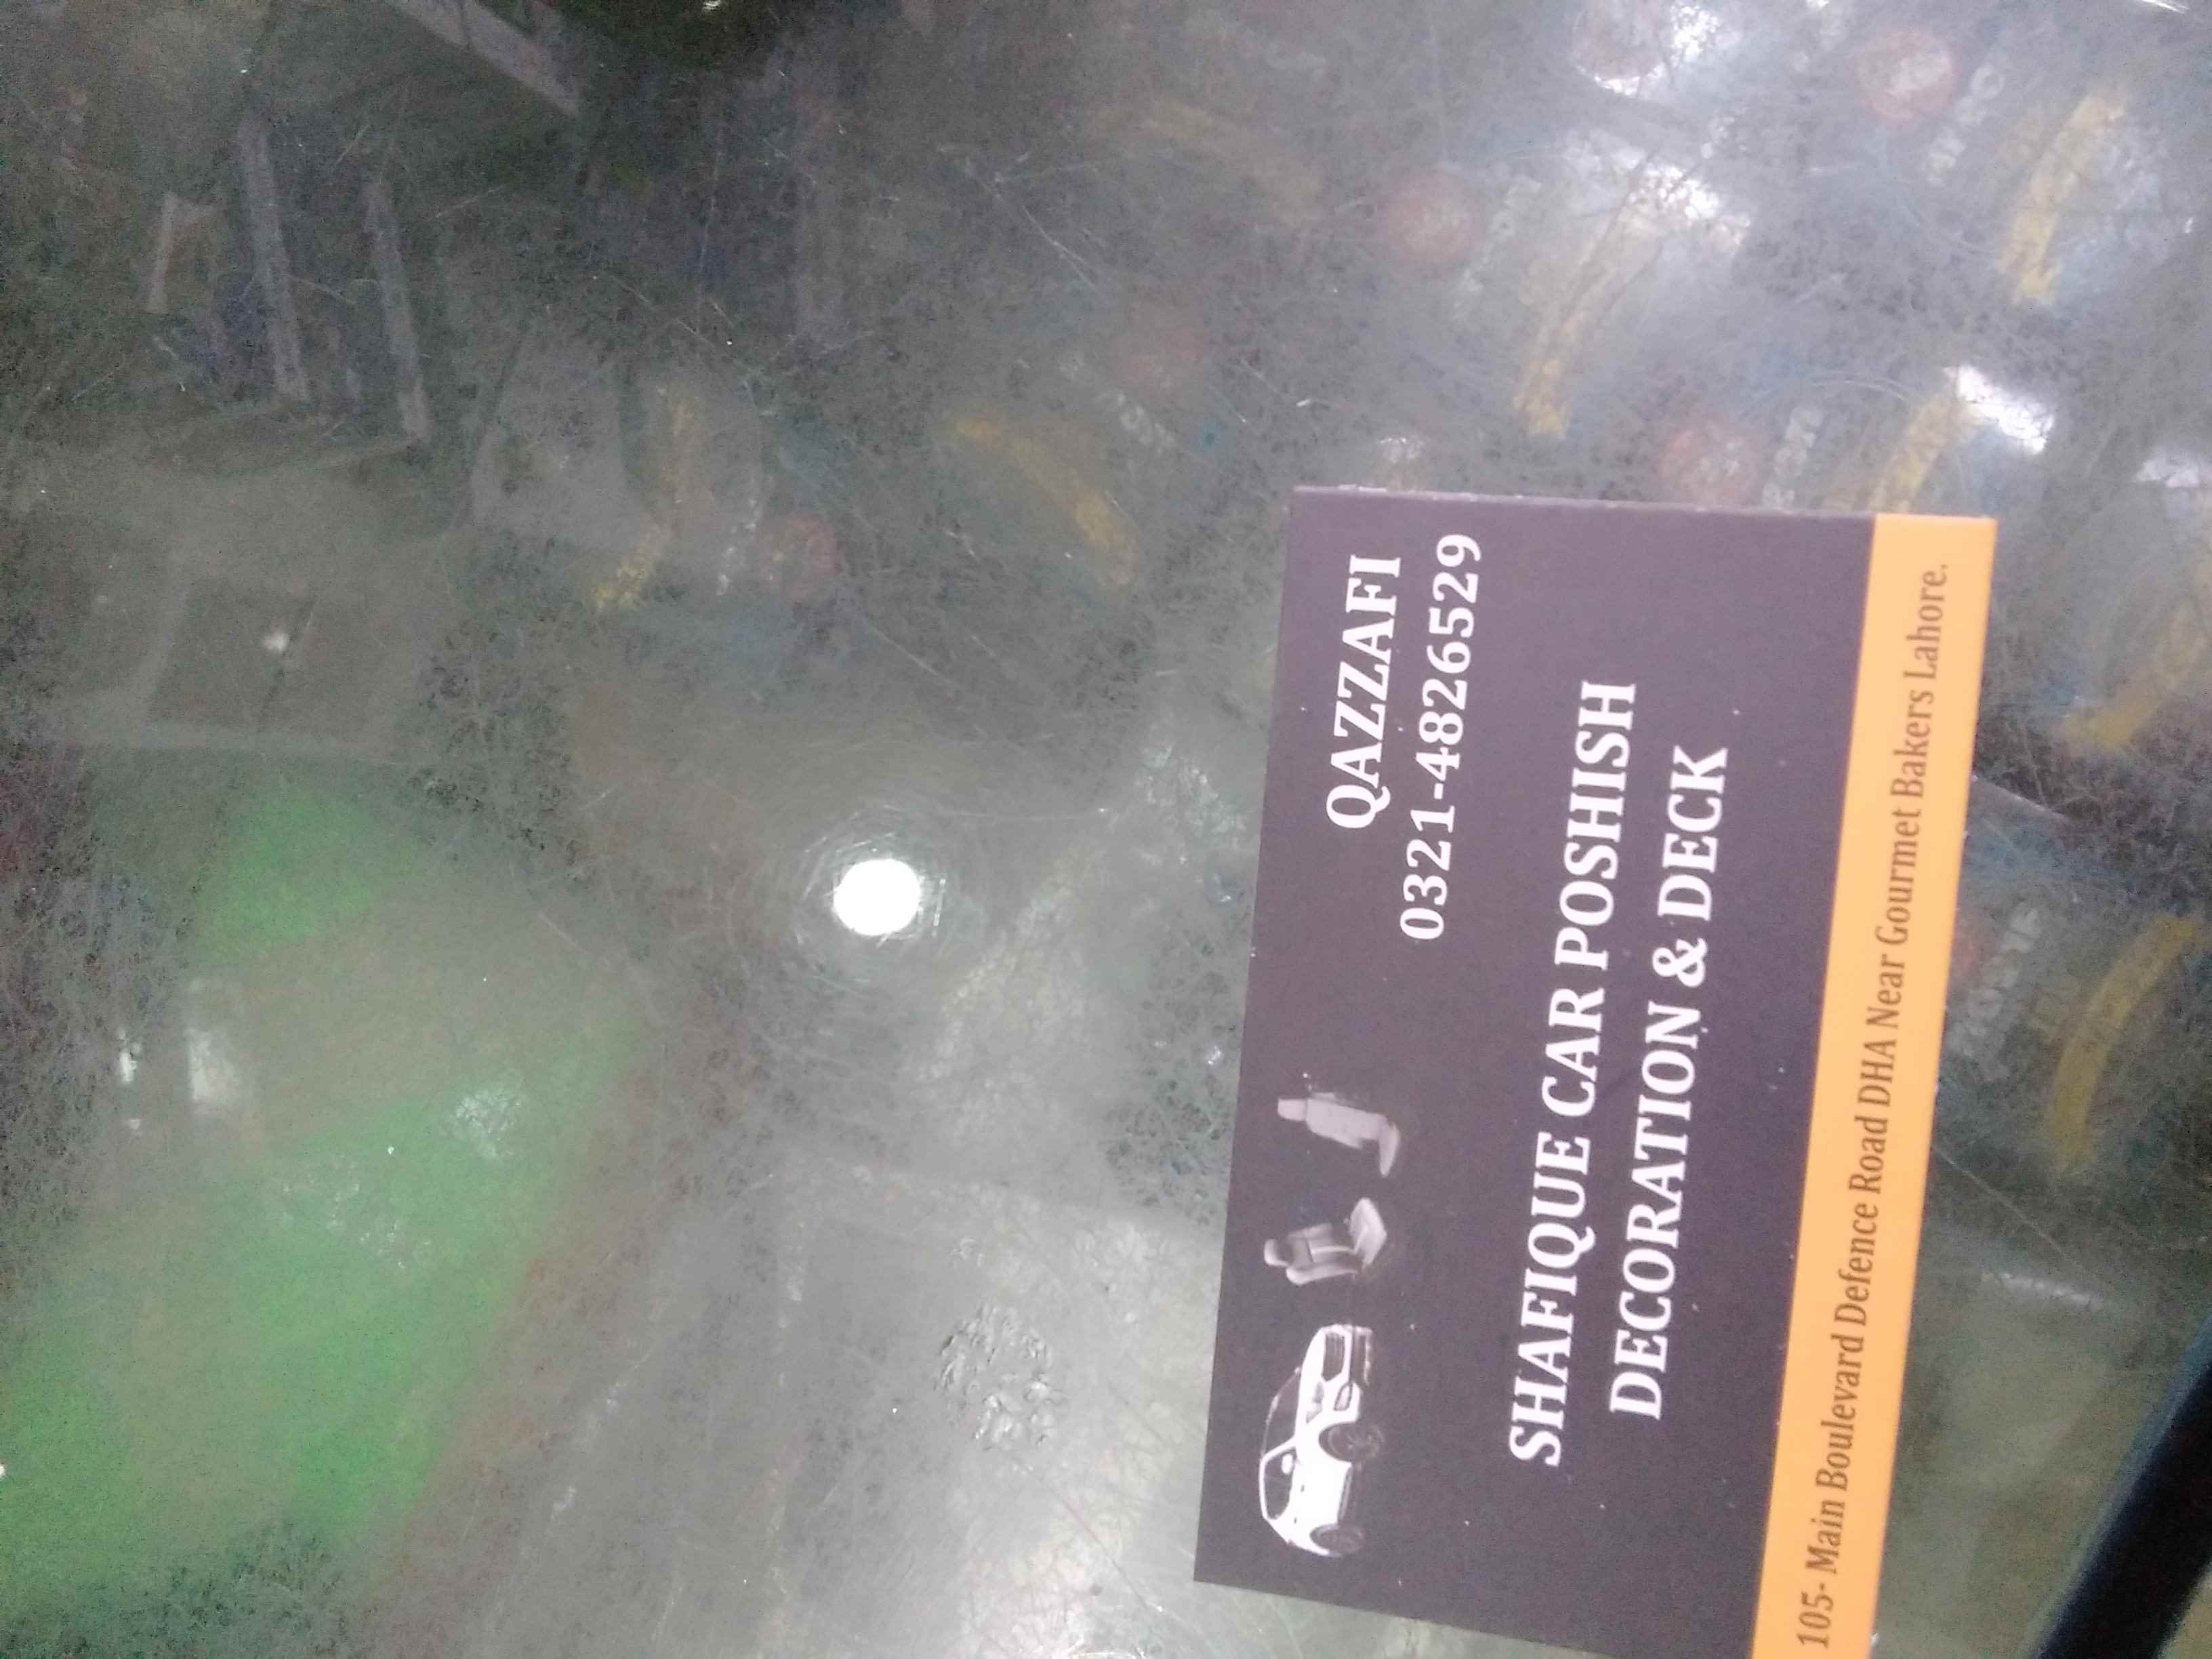 QAZZAFI
0321-4826529
SHAFIQUE CAR POSHISH
DECORATION & DECK
105- Main Boulevard Defence Road DHA Near Gourmet Bakers Lahore.